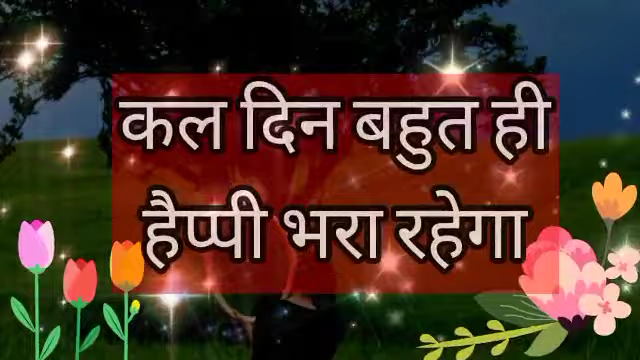 कल दिन बहुत ही
हैप्पी भरा रहेगा